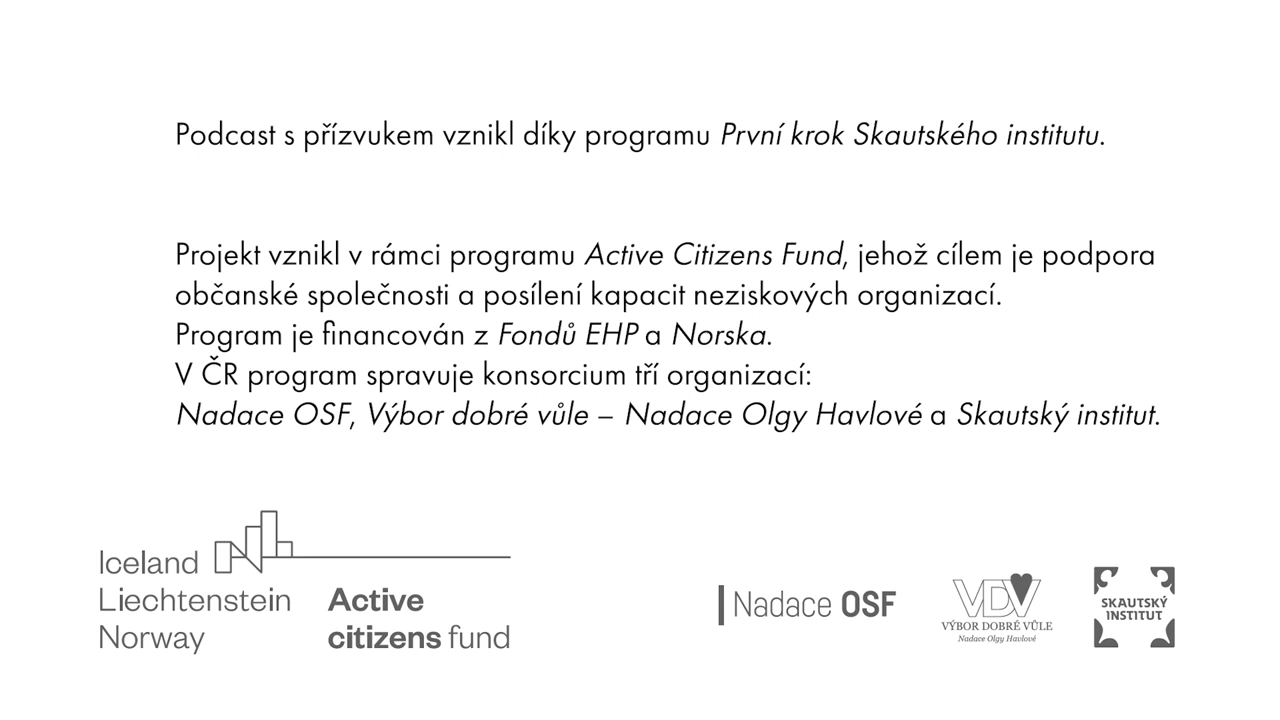 Podcast s přízvukem vznikl díky programu První krok Skautského institutu.
Projekt vznikl v rámci programu Active Citizens Fund, jehož cílem je podpora
občanské společnosti a posílení kapacit neziskových organizací.
Program je financován z Fondů EHP a Norska.
V ČR program spravuje konsorcium tří organizací:
Nadace OSF, Výbor dobré vůle – Nadace Olgy Havlové a Skautský institut.
Iceland
Liechtenstein
Norway
Active
citizens fund
Nadace OSF
VDV
VÝBOR DOBRÉ VŮLE
Nadace Olgy Havlové
SKAUTSKÝ
INSTITUT